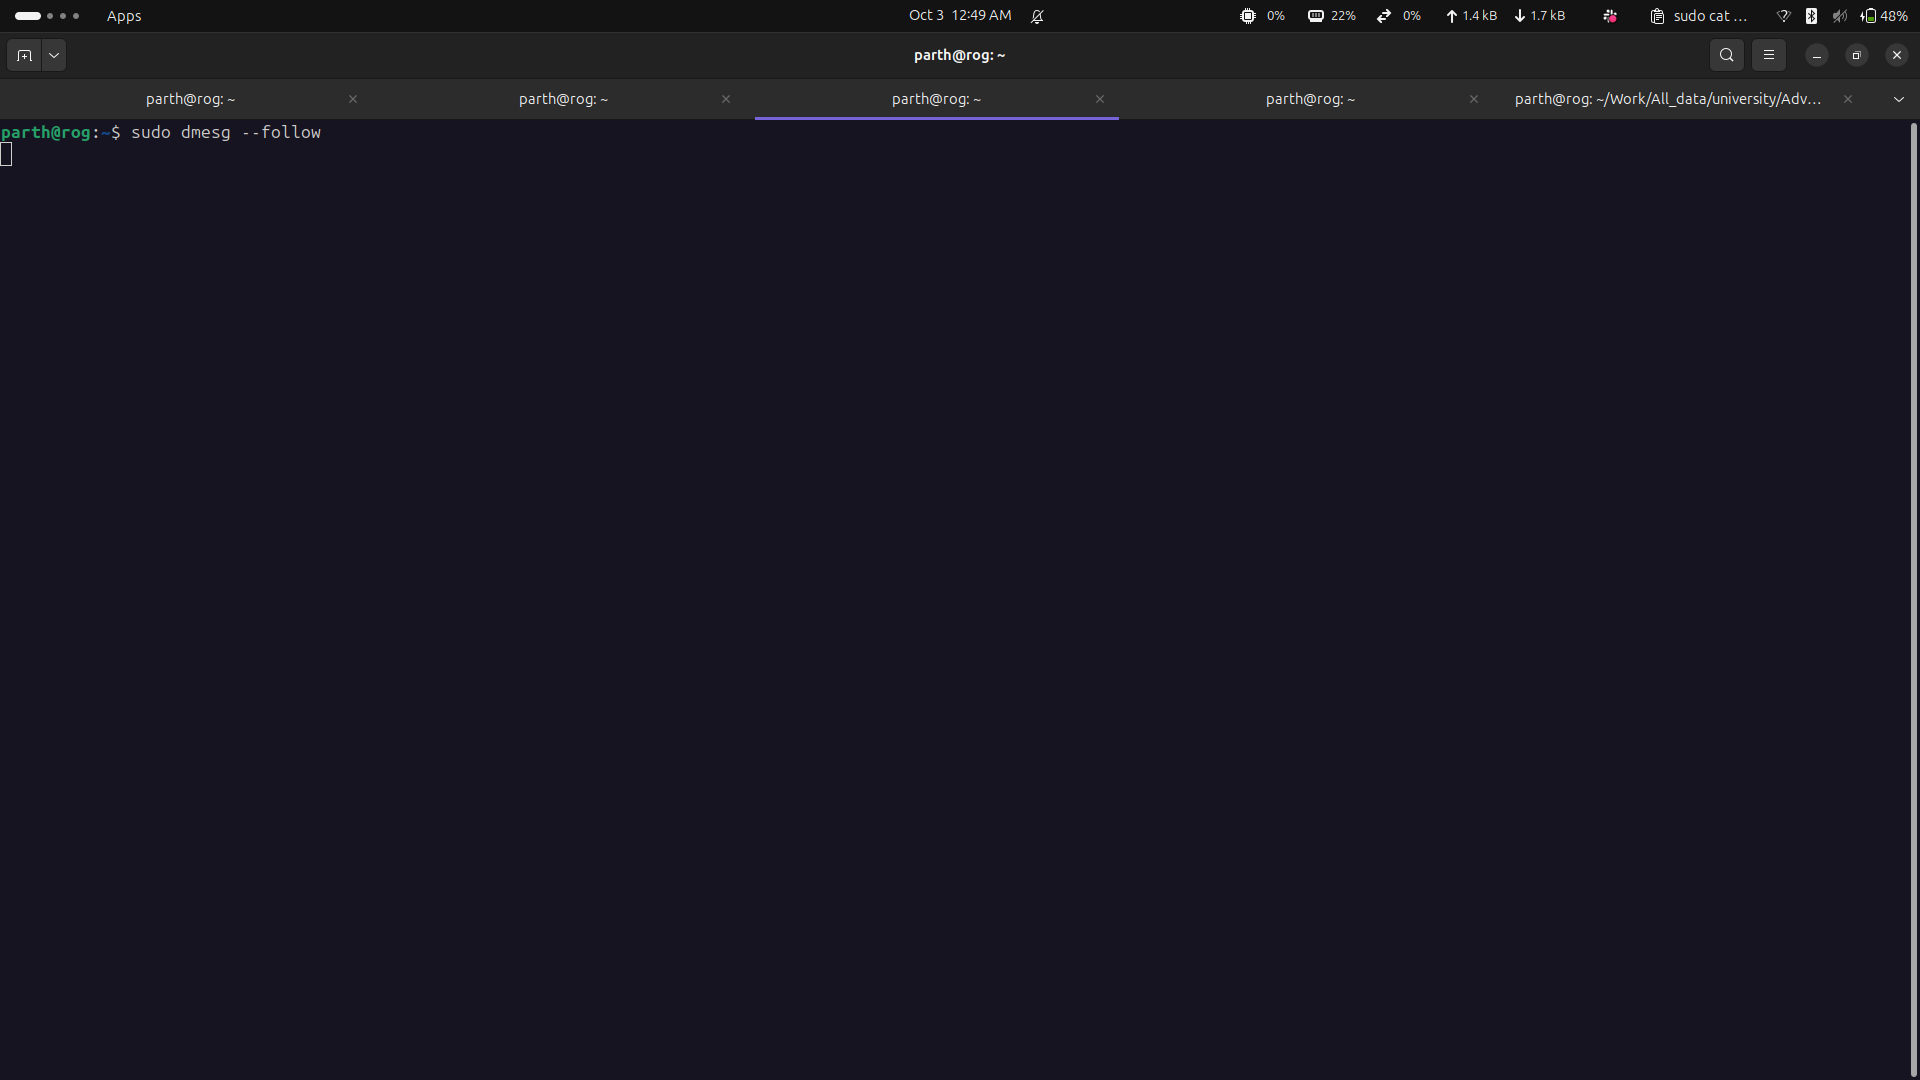 Apps
Oct 3 12:49 AM
0%
22%
0%
1.4 kB
1.7 kB
sudo cat ...
48%
parth@rog: ~
parth@rog: ~
parth@rog: ~
parth@rog: ~
parth@rog: ~
parth@rog: ~/Work/All_data/university/Adv...
parth@rog:~$ sudo dmesg --follow